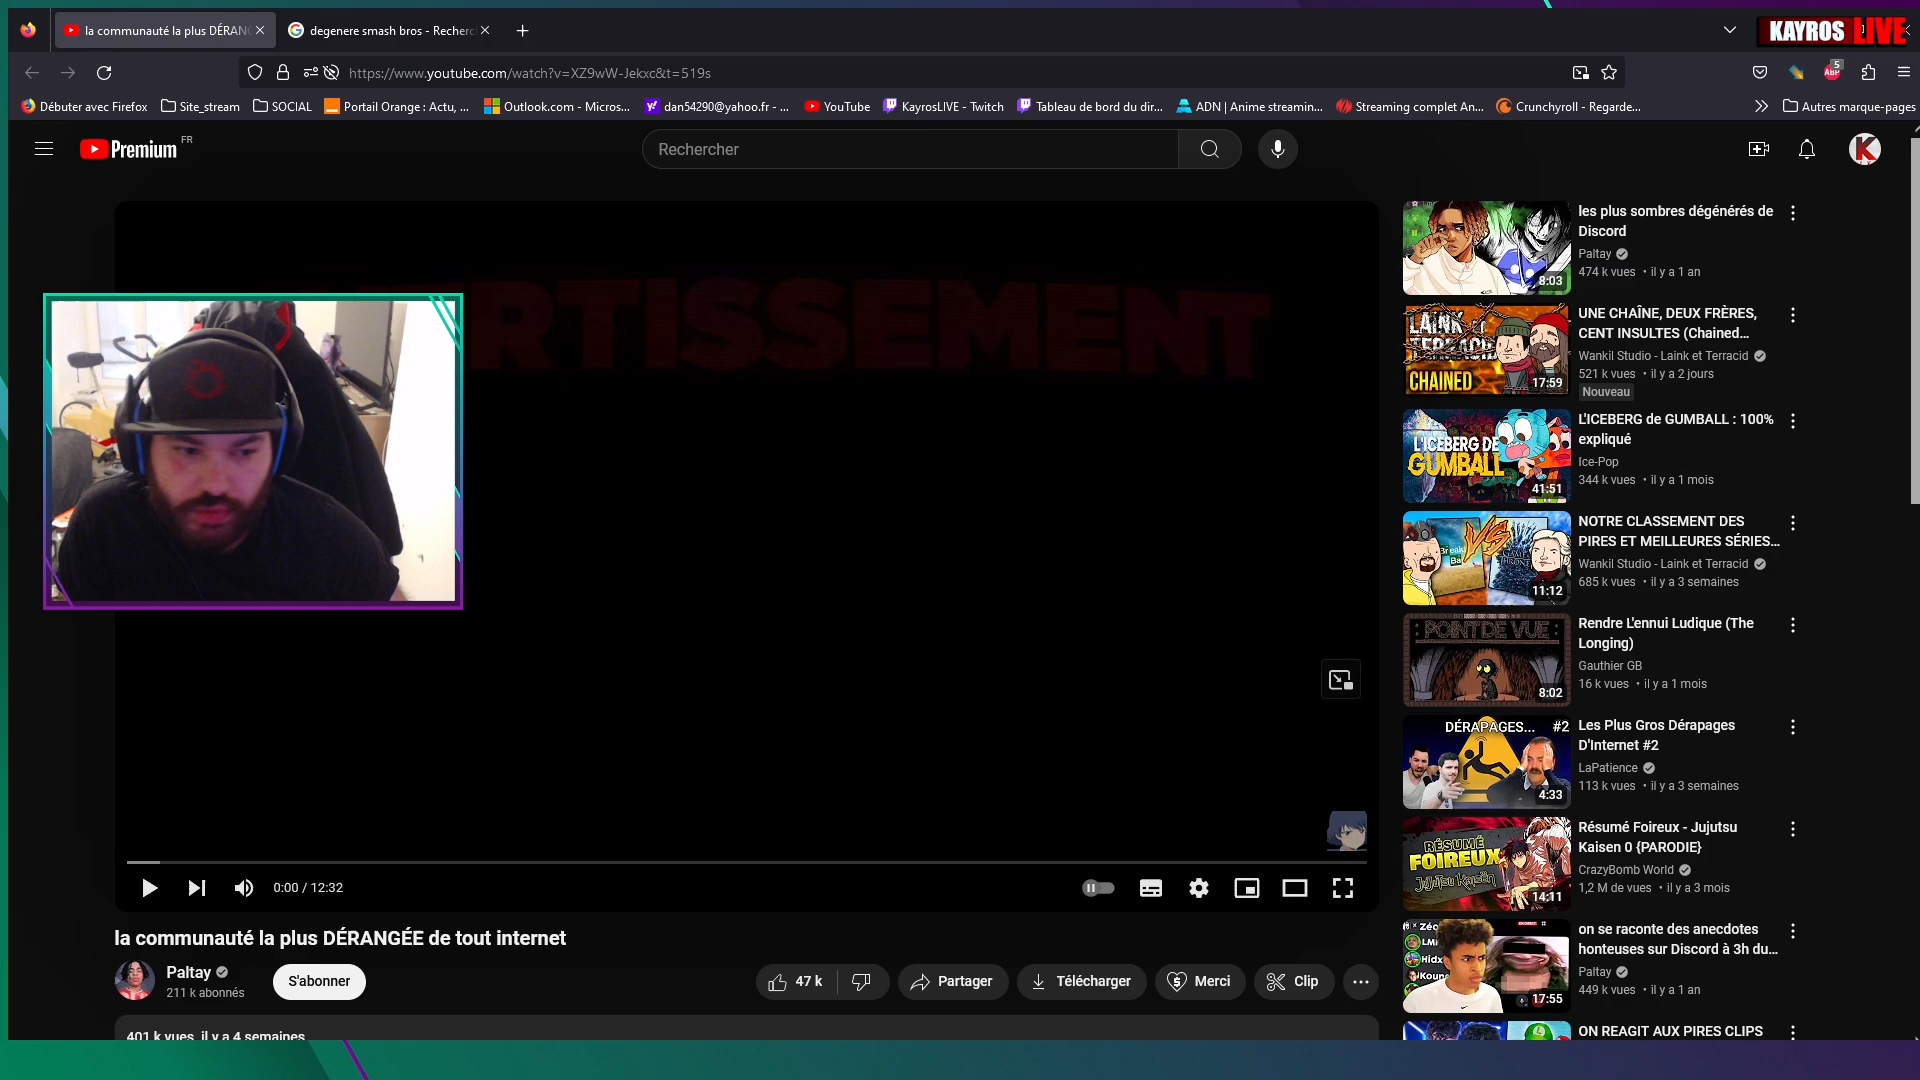 la communauté la plus DÉRANG
degenere smash bros - Recherc
KAYROS LIVE
https://www.youtube.com/watch?v=XZ9wW-Jekxc&t=519s
5
ABP
Débuter avec Firefox
Site_stream
SOCIAL
Portail Orange : Actu, ...
Outlook.com - Micros...
dan54290@yahoo.fr - ...
YouTube
KayrosLIVE - Twitch
Tableau de bord du dir...
ADN | Anime streamin...
Streaming complet An...
Crunchyroll - Regarde...
Autres marque-pages
Premium FR
Rechercher
RTISSEMENT
0:00 / 12:32
la communauté la plus DÉRANGÉE de tout internet
Paltay
211 k abonnés
S'abonner
47 k
Partager
Télécharger
Merci
Clip
401 k vues il y a 4 semaines
8:03
les plus sombres dégénérés de
Discord
Paltay
474 k vues • il y a 1 an
LAINK ET
TERRACID
CHAINED
17:59
UNE CHAÎNE, DEUX FRÈRES,
CENT INSULTES (Chained...
Wankil Studio - Laink et Terracid
521 k vues • il y a 2 jours
Nouveau
L'ICEBERG DE
GUMBALL
41:51
L'ICEBERG de GUMBALL : 100%
expliqué
Ice-Pop
344 k vues • il y a 1 mois
VS
11:12
NOTRE CLASSEMENT DES
PIRES ET MEILLEURES SÉRIES...
Wankil Studio - Laink et Terracid
685 k vues • il y a 3 semaines
POINT DE VUE
8:02
Rendre L'ennui Ludique (The
Longing)
Gauthier GB
16 k vues • il y a 1 mois
DÉRAPAGES... #2
4:33
Les Plus Gros Dérapages
D'Internet #2
LaPatience
113 k vues • il y a 3 semaines
RÉSUMÉ
FOIREUX
Jujutsu Kaisen
14:11
Résumé Foireux - Jujutsu
Kaisen 0 {PARODIE}
CrazyBomb World
1,2 M de vues • il y a 3 mois
17:55
on se raconte des anecdotes
honteuses sur Discord à 3h du...
Paltay
449 k vues • il y a 1 an
ON REAGIT AUX PIRES CLIPS